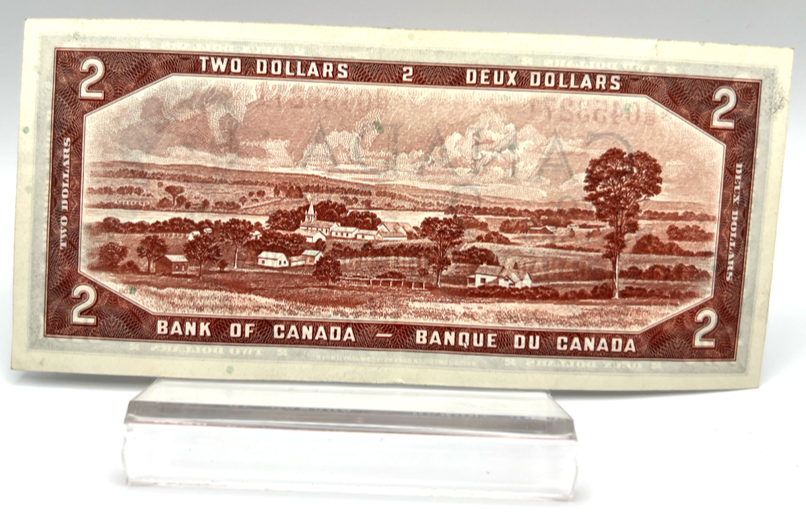 TWO DOLLARS 2 DEUX DOLLARS
2 2
TWO DOLLARS
DEUX DOLLARS
CANADA
2 2
BANK OF CANADA — BANQUE DU CANADA